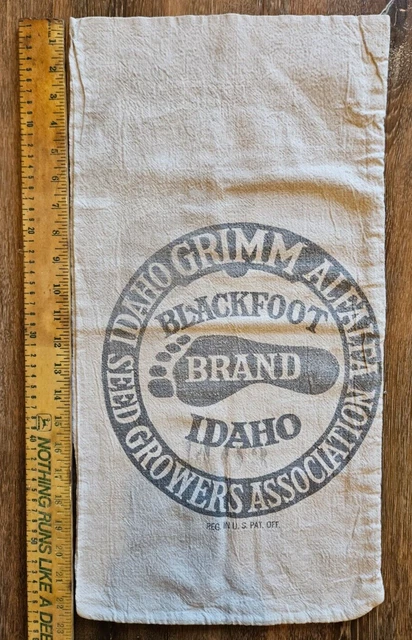 IDAHO GRIMM ALFALFA
SEED GROWERS ASSOCIATION
BLACKFOOT
BRAND
IDAHO
REG. IN U. S. PAT. OFF.
NOTHING RUNS LIKE A DEE